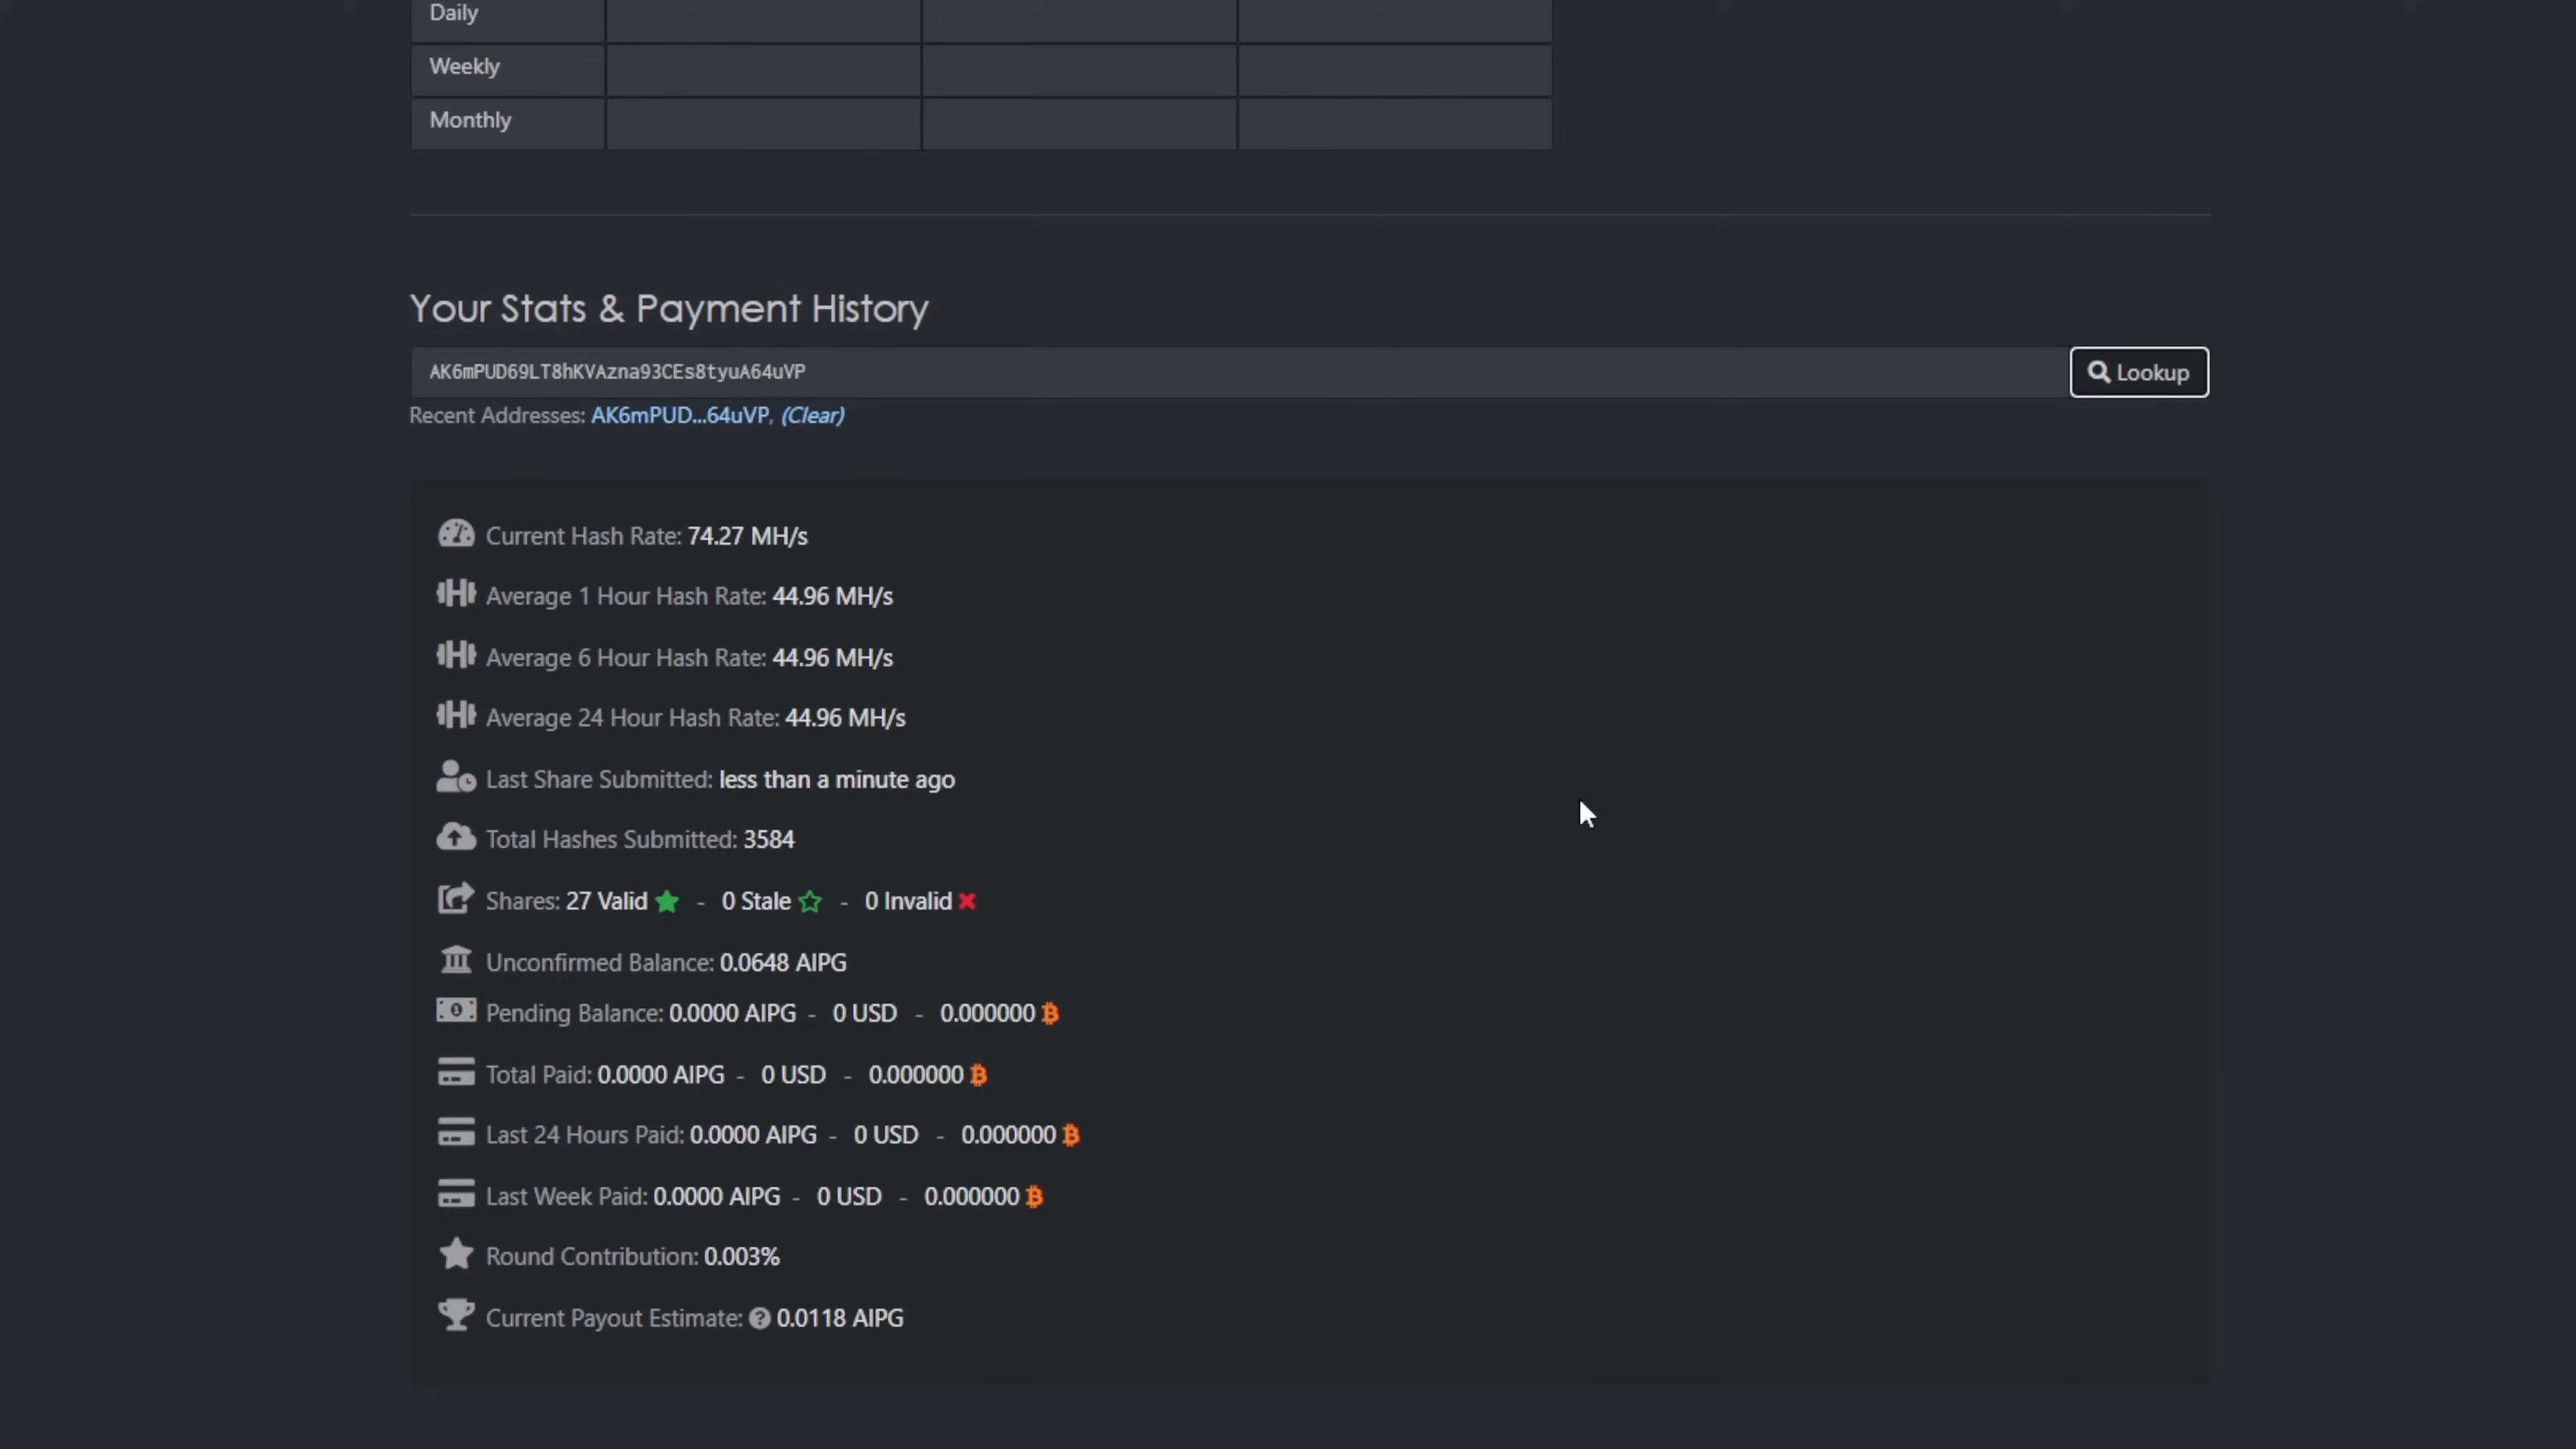 Daily
Weekly
Monthly
Your Stats & Payment History
AK6mPUD69LT8hKVAzna93CEs8tyuA64uVP
Lookup
Recent Addresses: AK6mPUD...64uVP, (Clear)
Current Hash Rate: 74.27 MH/s
Average 1 Hour Hash Rate: 44.96 MH/s
Average 6 Hour Hash Rate: 44.96 MH/s
Average 24 Hour Hash Rate: 44.96 MH/s
Last Share Submitted: less than a minute ago
Total Hashes Submitted: 3584
Shares: 27 Valid - 0 Stale - 0 Invalid
Unconfirmed Balance: 0.0648 AIPG
Pending Balance: 0.0000 AIPG - 0 USD - 0.000000
Total Paid: 0.0000 AIPG - 0 USD - 0.000000
Last 24 Hours Paid: 0.0000 AIPG - 0 USD - 0.000000
Last Week Paid: 0.0000 AIPG - 0 USD - 0.000000
Round Contribution: 0.003%
Current Payout Estimate: 0.0118 AIPG